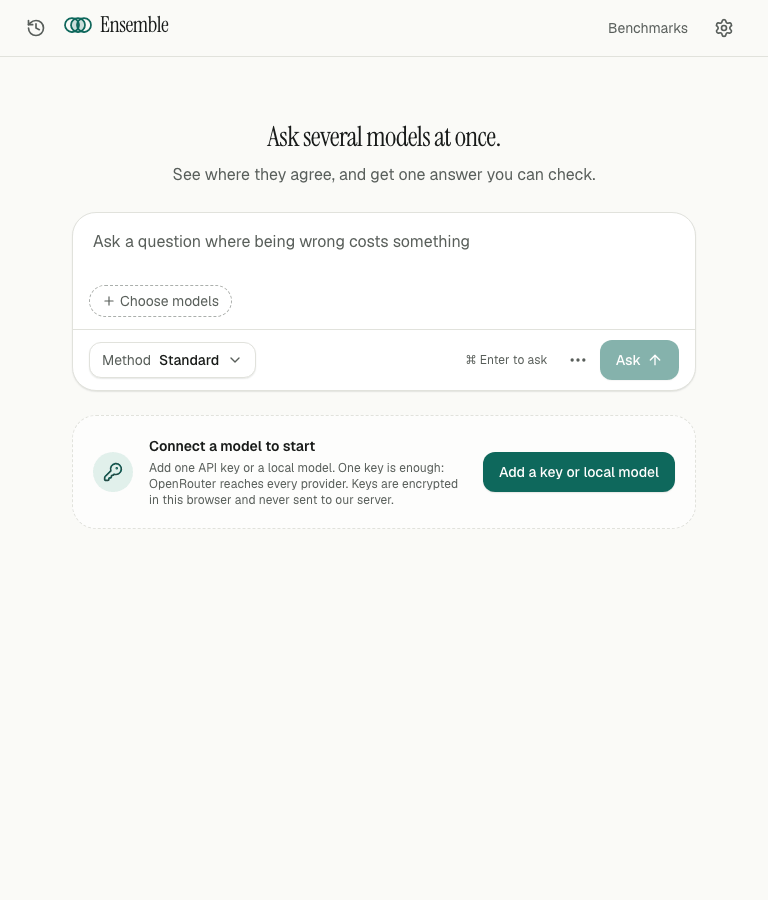 Ensemble
Benchmarks
Ask several models at once.
See where they agree, and get one answer you can check.
Ask a question where being wrong costs something
+ Choose models
Method Standard
⌘ Enter to ask
Ask
Connect a model to start
Add one API key or a local model. One key is enough:
OpenRouter reaches every provider. Keys are encrypted
in this browser and never sent to our server.
Add a key or local model